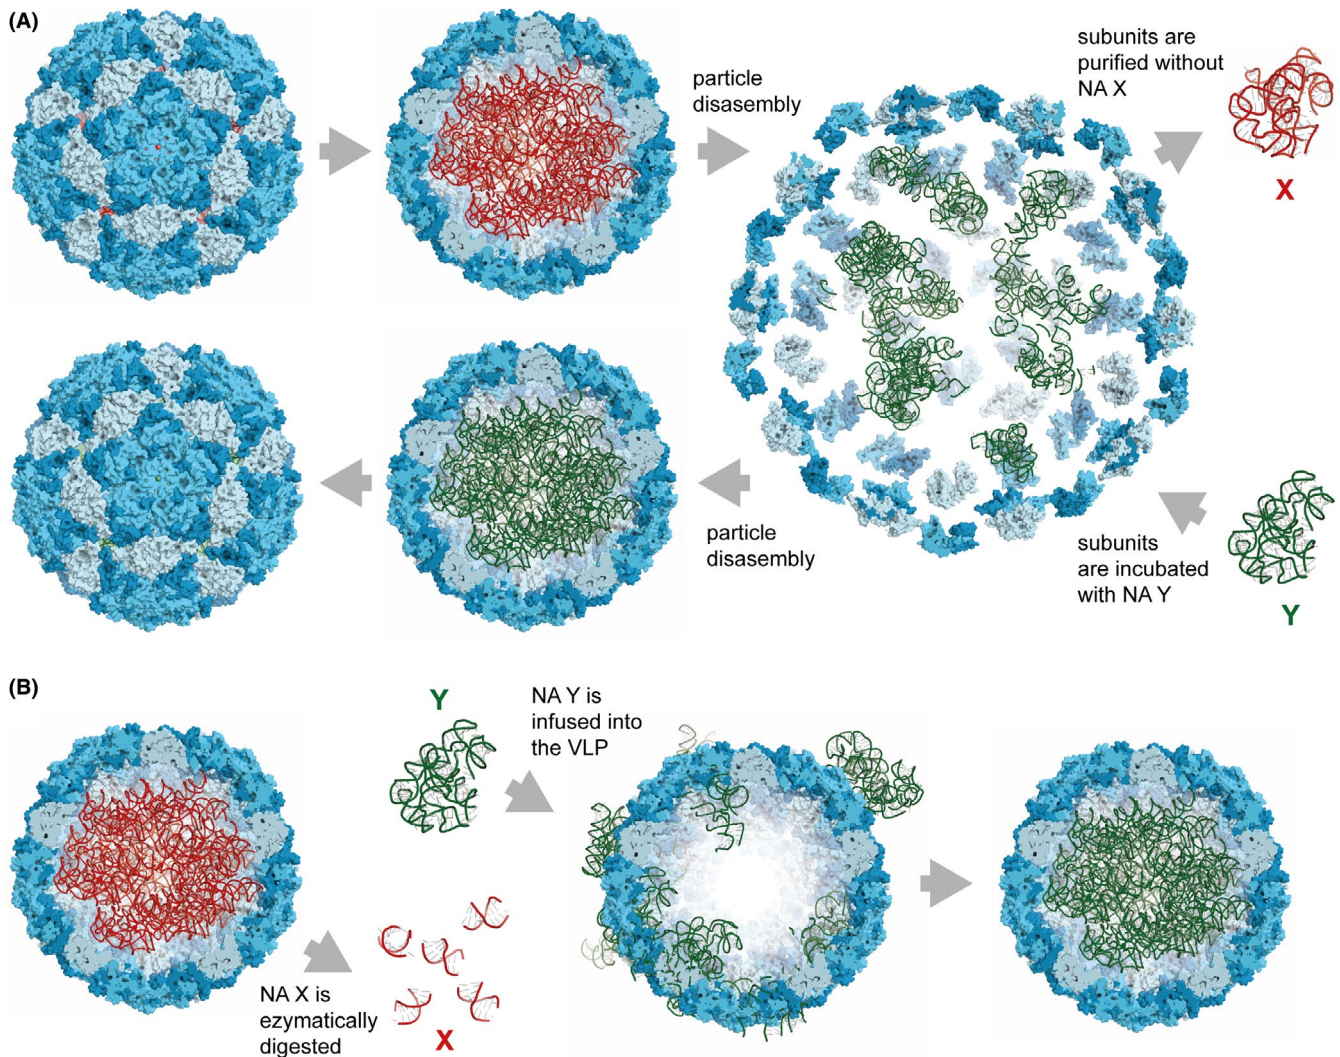 (A)
particle
disasembly
subunits are
purified without
NA X
X
particle
disasembly
subunits
are incubated
with NA Y
Y
(B)
Y
NA Y is
infused into
the VLP
NA X is
ezymatically
digested
X